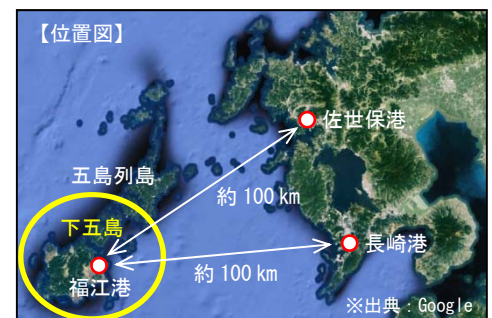 【位置図】
佐世保港
五島列島
約 100 km
下五島
長崎港
約 100 km
福江港
※出典：Google